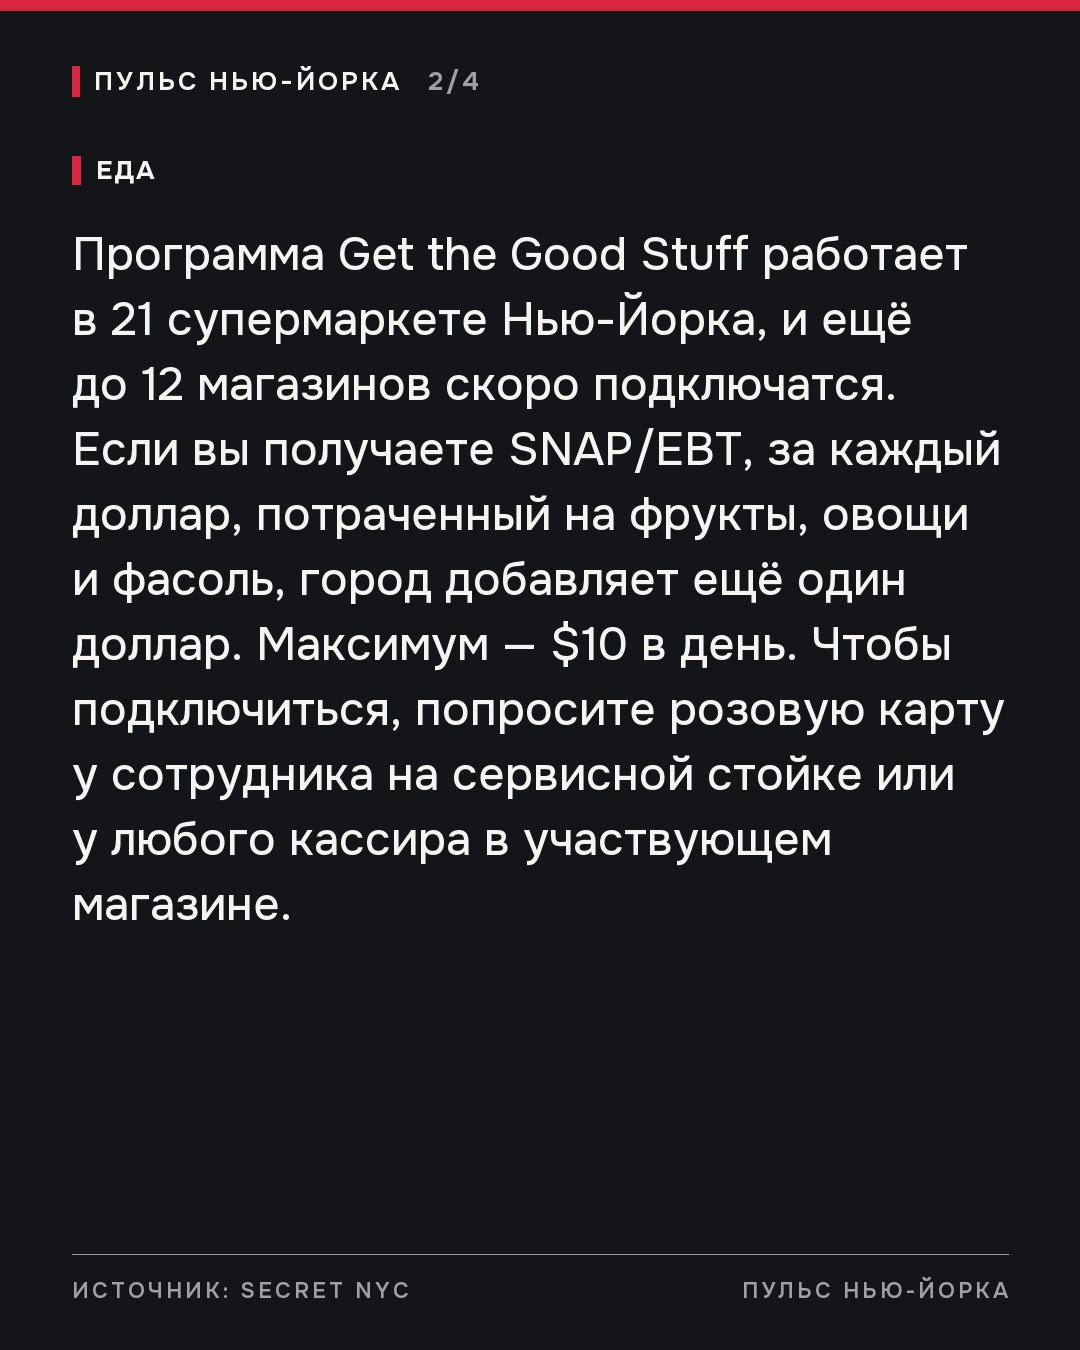 ПУЛЬС НЬЮ-ЙОРКА 2/4
ЕДА
Программа Get the Good Stuff работает
в 21 супермаркете Нью-Йорка, и ещё
до 12 магазинов скоро подключатся.
Если вы получаете SNAP/EBT, за каждый
доллар, потраченный на фрукты, овощи
и фасоль, город добавляет ещё один
доллар. Максимум — $10 в день. Чтобы
подключиться, попросите розовую карту
у сотрудника на сервисной стойке или
у любого кассира в участвующем
магазине.
ИСТОЧНИК: SECRET NYC
ПУЛЬС НЬЮ-ЙОРКА